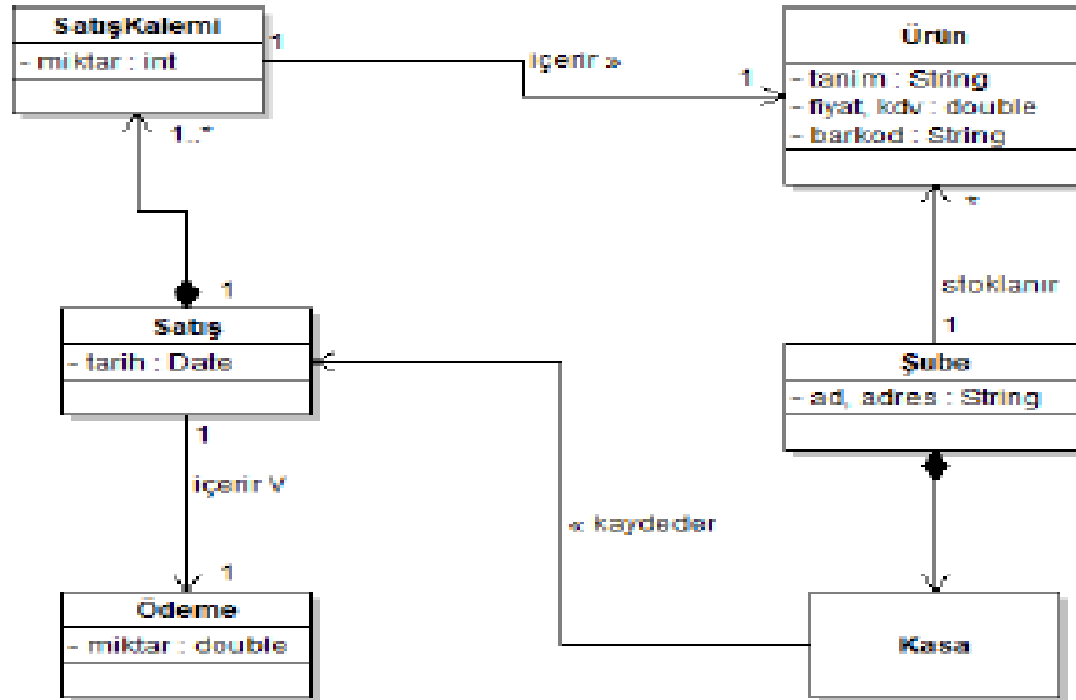 SatışKalemi
- miktar : int
1
içerir »
1
Ürün
- tanim : String
- fiyat, kdv : double
- barkod : String
1..*
*
stoklanır
1
1
Satış
- tarih : Date
Şube
- ad, adres : String
1
içerir V
« kaydeder
1
Ödeme
- miktar : double
Kasa